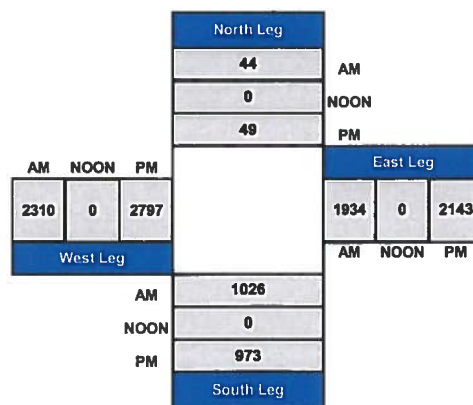 North Leg
44 AM
0 NOON
49 PM
AM NOON PM
East Leg
2310 0 2797
1934 0 2143
West Leg
AM NOON PM
AM 1026
NOON 0
PM 973
South Leg